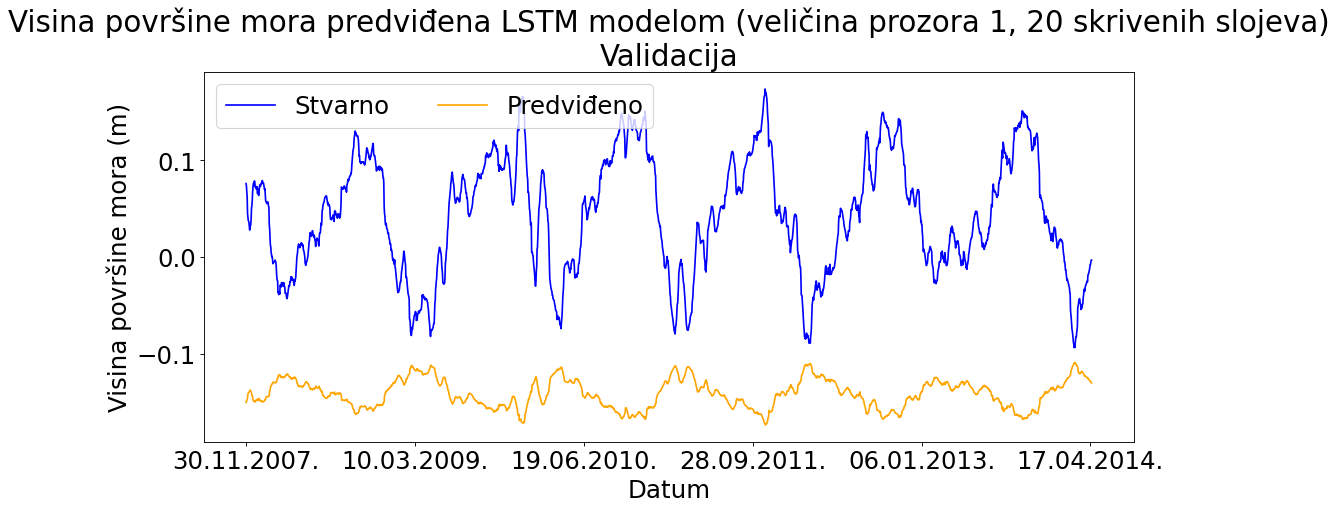 Visina površine mora predviđena LSTM modelom (veličina prozora 1, 20 skrivenih slojeva)
Validacija
Stvarno Predviđeno
Visina površine mora (m)
0.1
0.0
−0.1
30.11.2007. 10.03.2009. 19.06.2010. 28.09.2011. 06.01.2013. 17.04.2014.
Datum